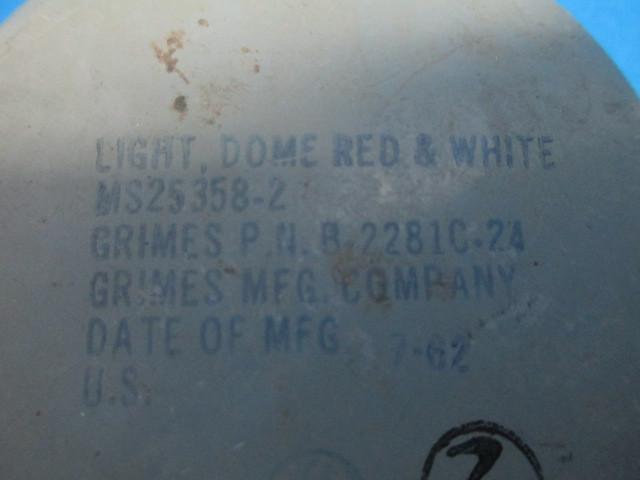 LIGHT, DOME RED & WHITE
MS25358-2
GRIMES P.N. B-2281C-24
GRIMES MFG. COMPANY
DATE OF MFG 7-62
U.S.